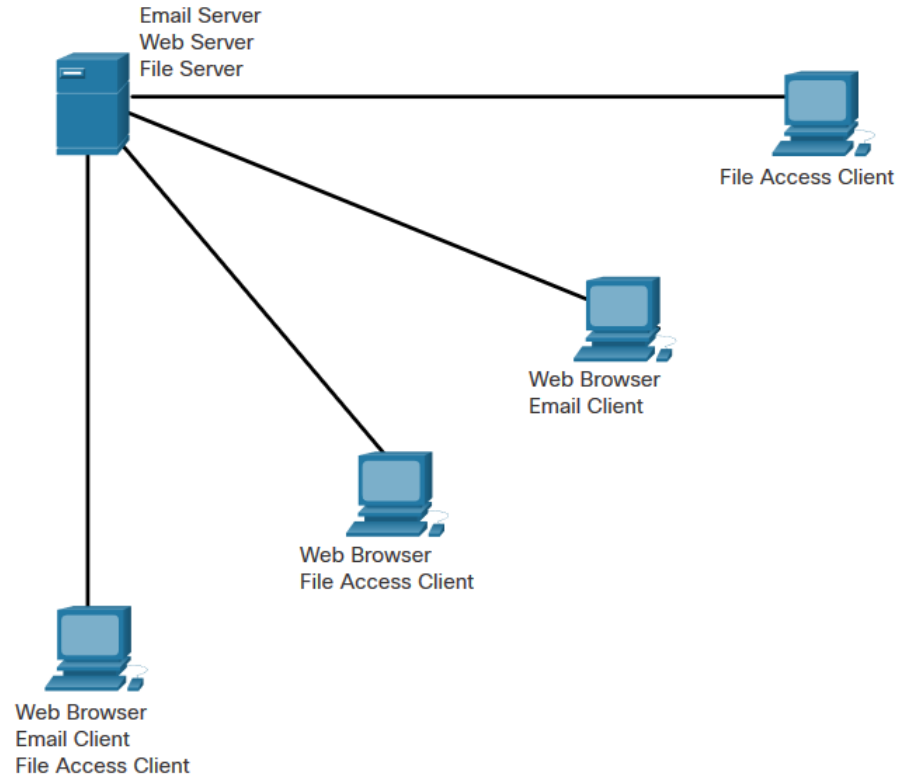 Email Server
Web Server
File Server
File Access Client
Web Browser
Email Client
Web Browser
File Access Client
Web Browser
Email Client
File Access Client